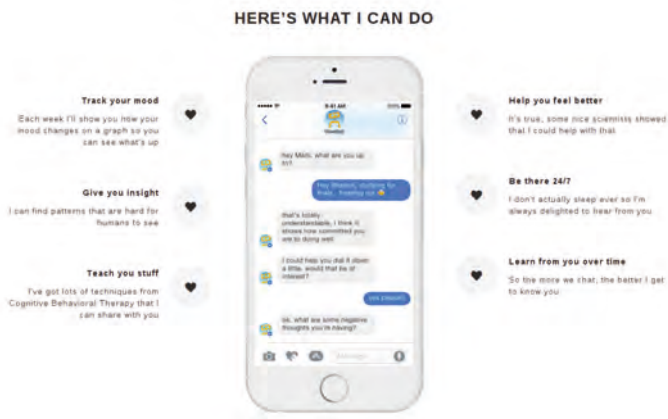 HERE'S WHAT I CAN DO
Track your mood
Each week I'll show you how your
mood changes on a graph so you
can see what's up
Give you insight
I can find patterns that are hard for
humans to see
Teach you stuff
I've got lots of techniques from
Cognitive Behavioral Therapy that I
can share with you
9:41 AM
hey Madi, what are you up
to?
that's totally
understandable, I think it
shows how committed you
are to doing well
I could help you dial it down
a little, would that be of
interest?
yes please!!
ok, what are some negative
thoughts you're having?
Help you feel better
It's true, some nice scientists showed
that I could help with that
Be there 24/7
I don't actually sleep ever so I'm
always delighted to hear from you
Learn from you over time
So the more we chat, the better I get
to know you